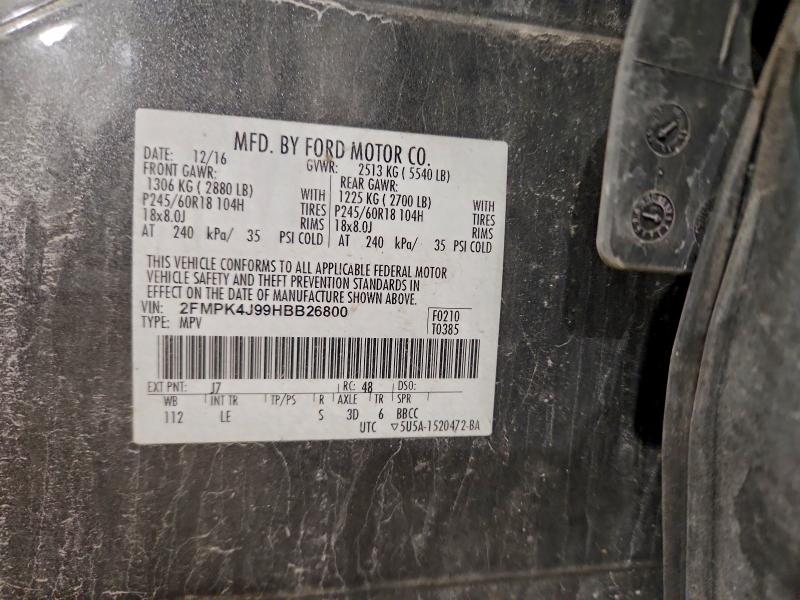 MFD. BY FORD MOTOR CO.
DATE: 12/16 GVWR: 2513 KG ( 5540 LB)
FRONT GAWR: REAR GAWR:
1306 KG ( 2880 LB) WITH 1225 KG ( 2700 LB) WITH
P245/60R18 104H TIRES P245/60R18 104H TIRES
18x8.0J RIMS 18x8.0J RIMS
AT 240 kPa/ 35 PSI COLD AT 240 kPa/ 35 PSI COLD
THIS VEHICLE CONFORMS TO ALL APPLICABLE FEDERAL MOTOR
VEHICLE SAFETY AND THEFT PREVENTION STANDARDS IN
EFFECT ON THE DATE OF MANUFACTURE SHOWN ABOVE.
VIN: 2FMPK4J99HBB26800 F0210
TYPE: MPV T0385
EXT PNT: J7 RC: 48 DSO:
WB INT TR TP/PS R AXLE TR SPR
112 LE S 3D 6 BBCC
UTC ▽5U5A-1520472-BA